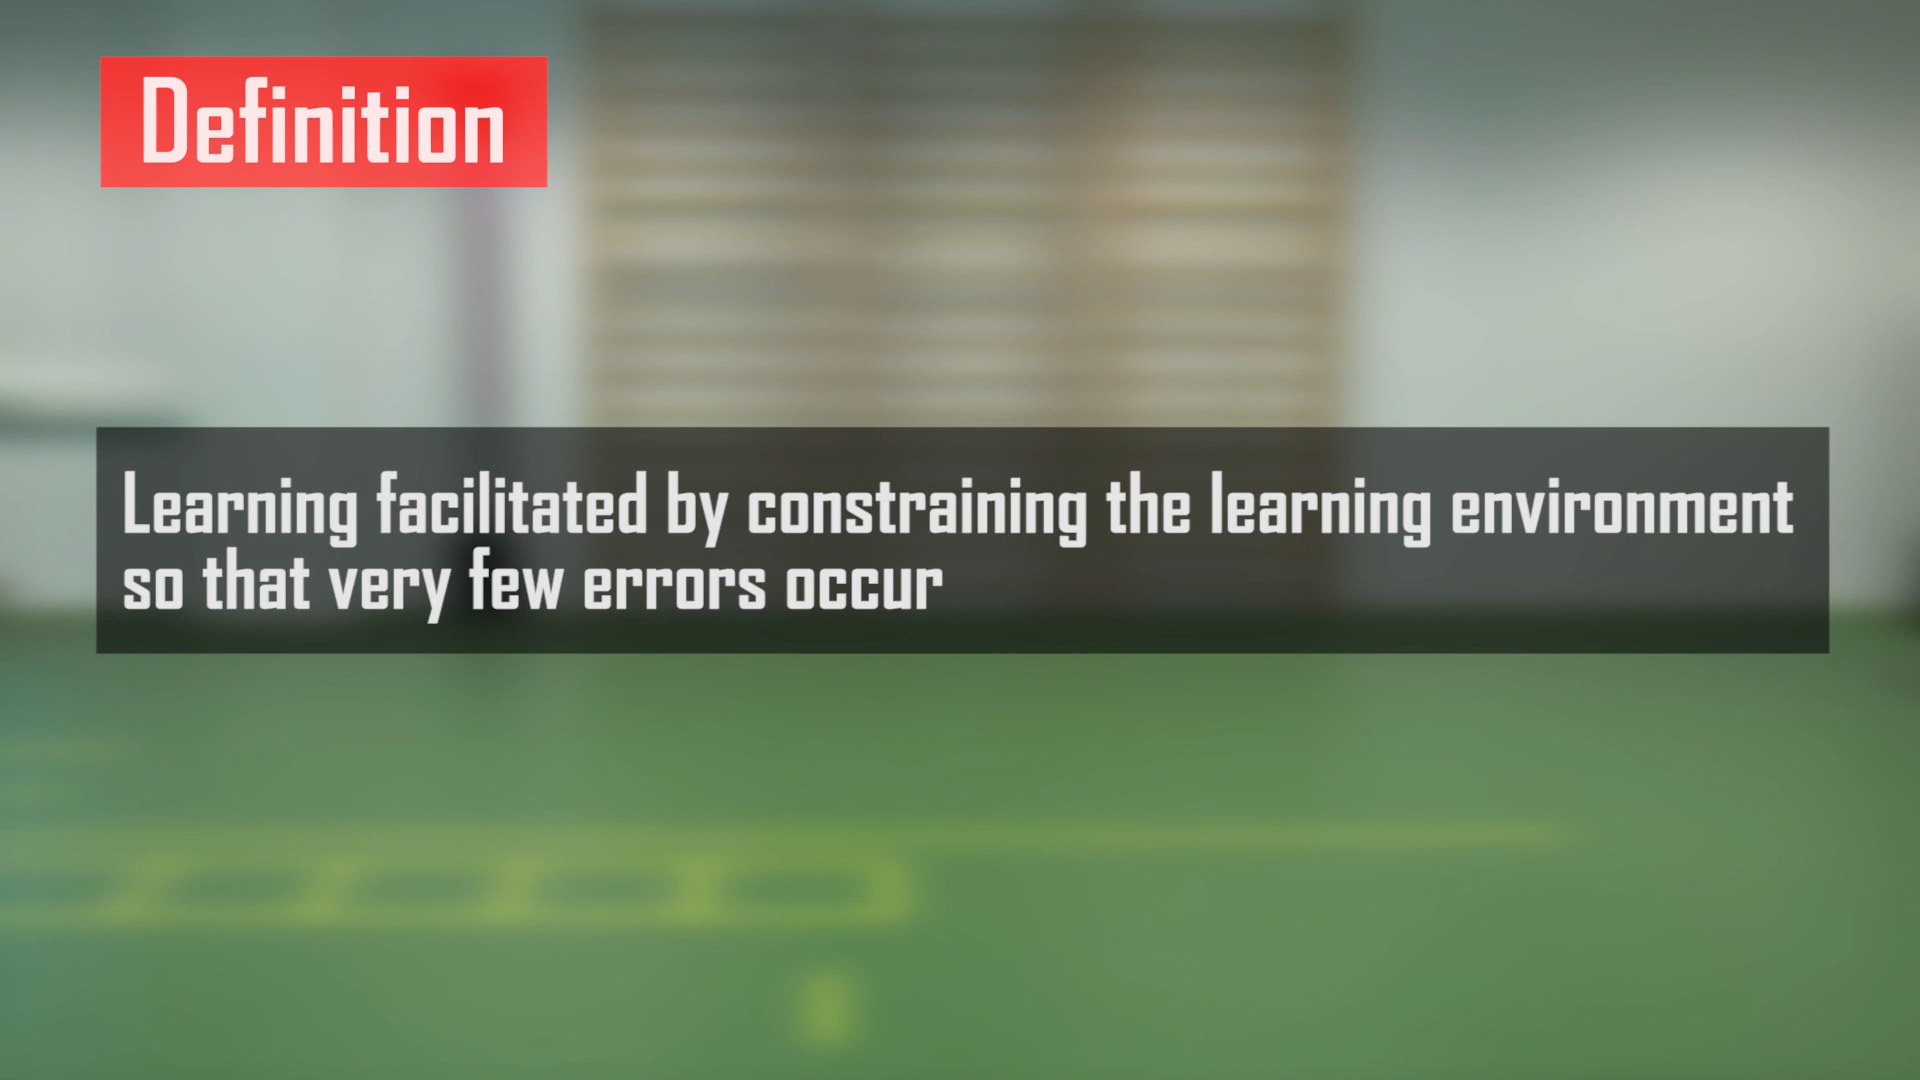 Definition
Learning facilitated by constraining the learning environment
so that very few errors occur